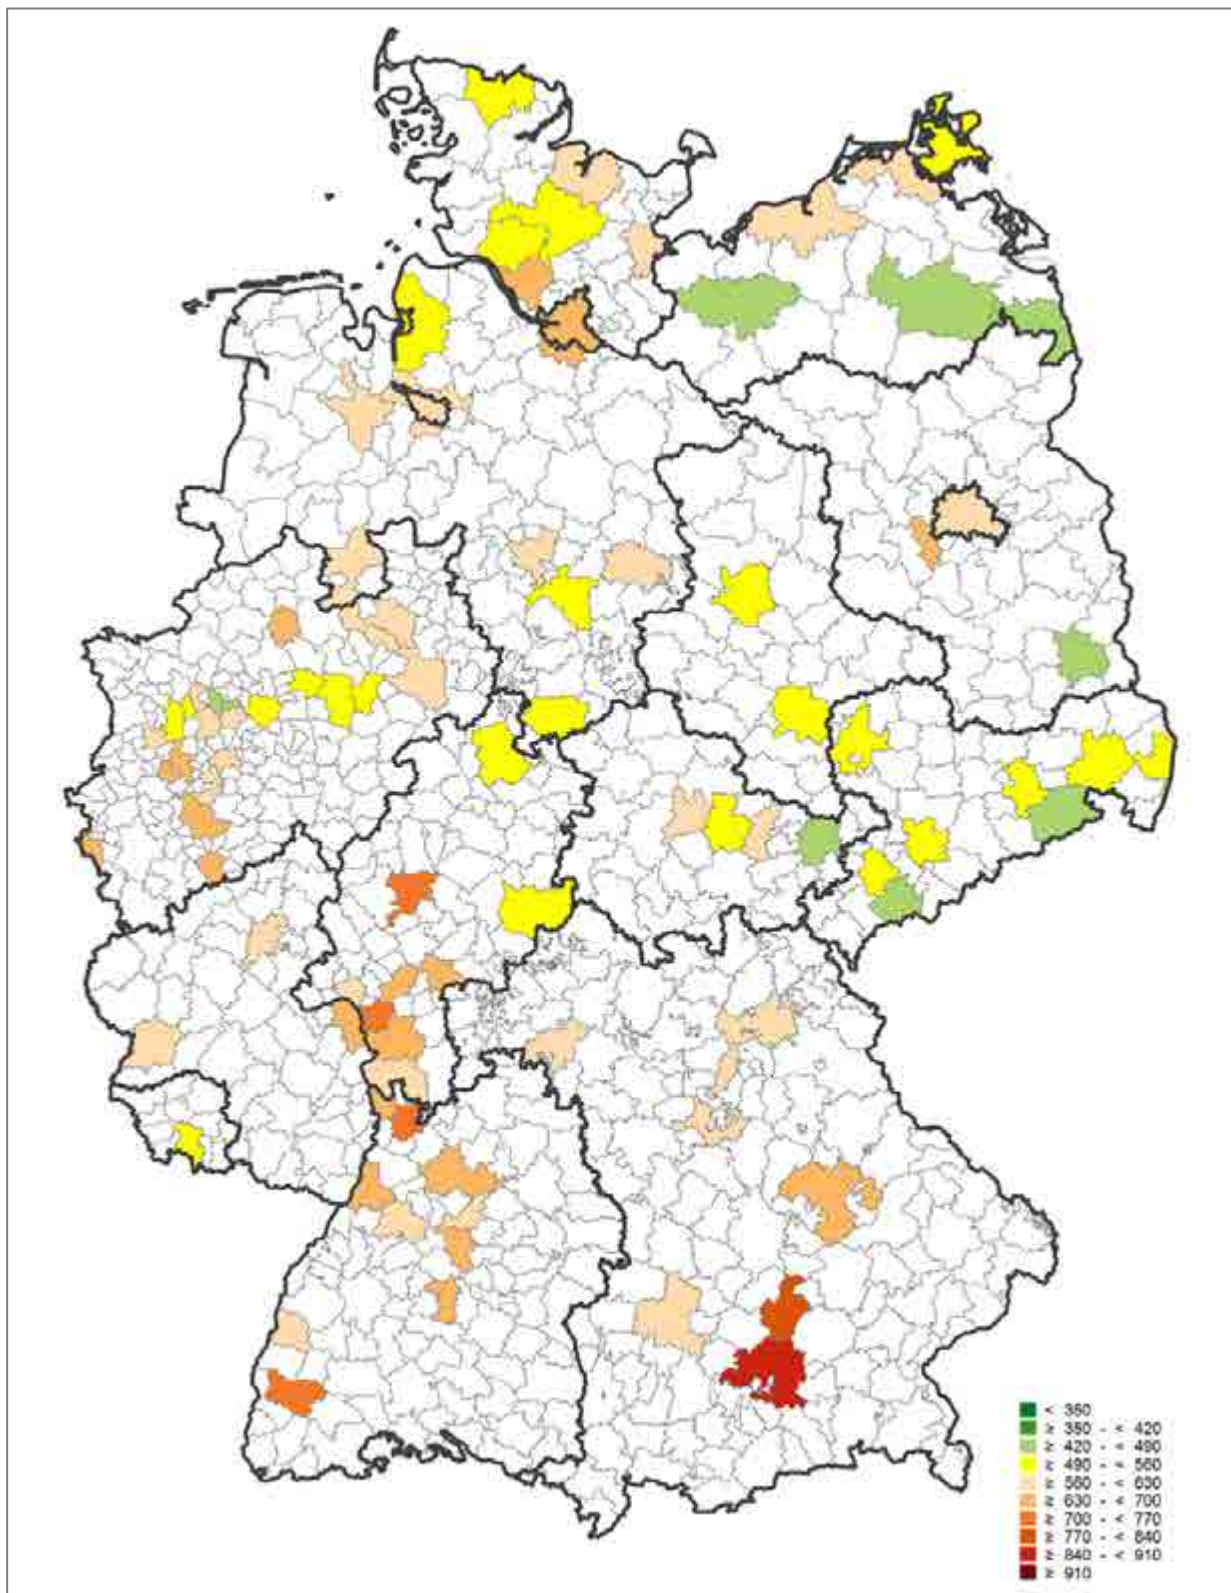 < 350
≥ 350 - < 420
≥ 420 - < 490
≥ 490 - < 560
≥ 560 - < 630
≥ 630 - < 700
≥ 700 - < 770
≥ 770 - < 840
≥ 840 - < 910
≥ 910